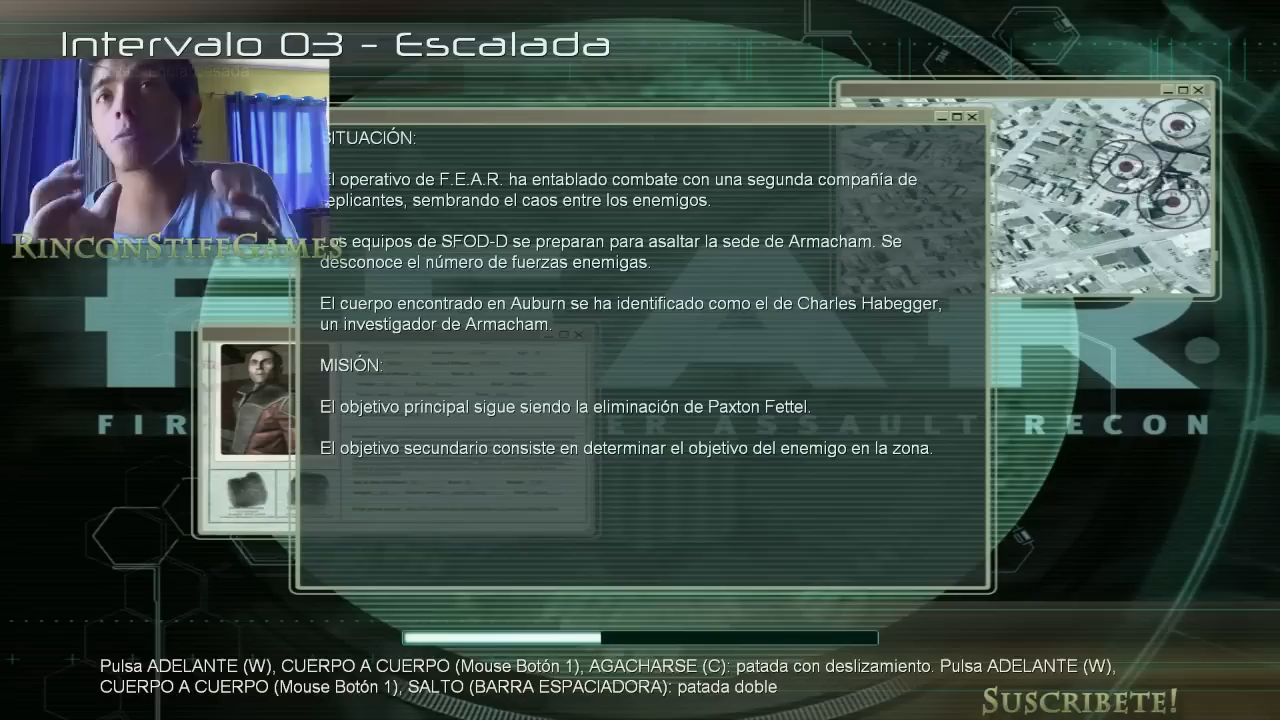 Intervalo 03 - Escalada
RINCONSTIFFGAMES
SITUACIÓN:
El operativo de F.E.A.R. ha entablado combate con una segunda compañía de
replicantes, sembrando el caos entre los enemigos.
equipos de SFOD-D se preparan para asaltar la sede de Armacham. Se
desconoce el número de fuerzas enemigas.
El cuerpo encontrado en Auburn se ha identificado como el de Charles Habegger,
un investigador de Armacham.
MISIÓN:
El objetivo principal sigue siendo la eliminación de Paxton Fettel.
El objetivo secundario consiste en determinar el objetivo del enemigo en la zona.
F.E.A.R.
FIR ER ASSAULT RECON
Pulsa ADELANTE (W), CUERPO A CUERPO (Mouse Botón 1), AGACHARSE (C): patada con deslizamiento. Pulsa ADELANTE (W),
CUERPO A CUERPO (Mouse Botón 1), SALTO (BARRA ESPACIADORA): patada doble
SUSCRIBETE!